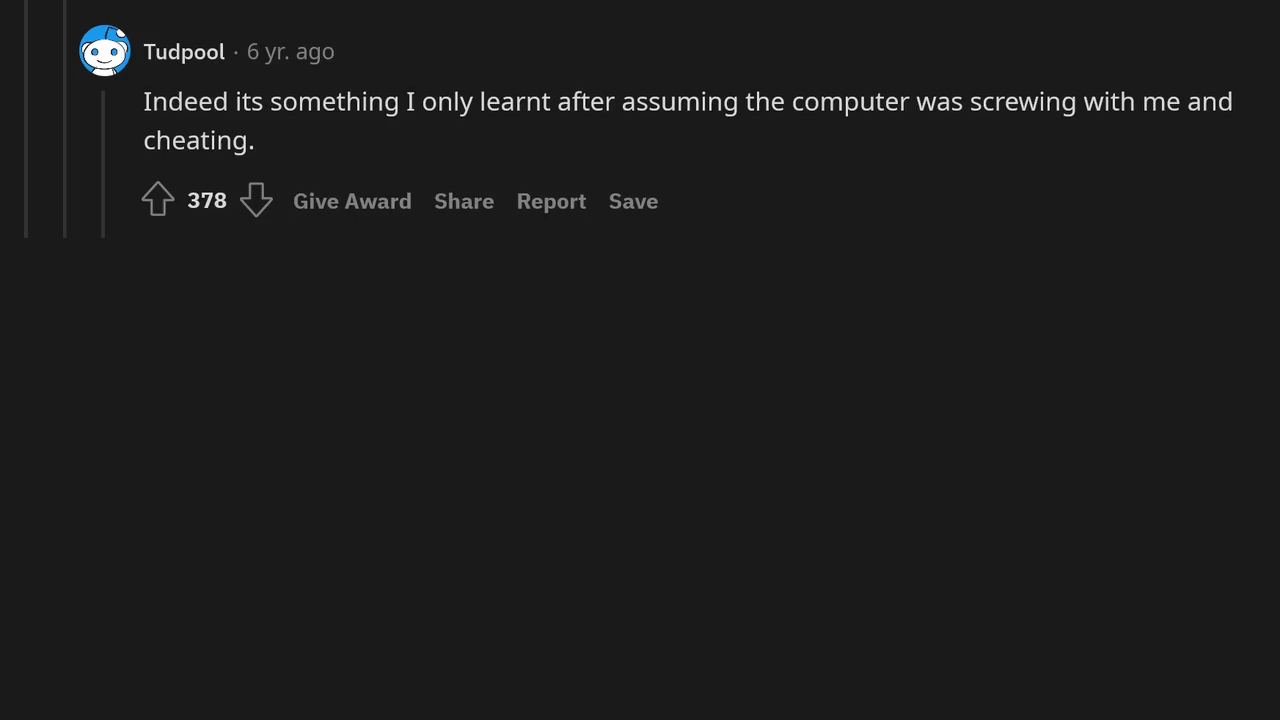 Tudpool · 6 yr. ago
Indeed its something I only learnt after assuming the computer was screwing with me and
cheating.
378 Give Award Share Report Save